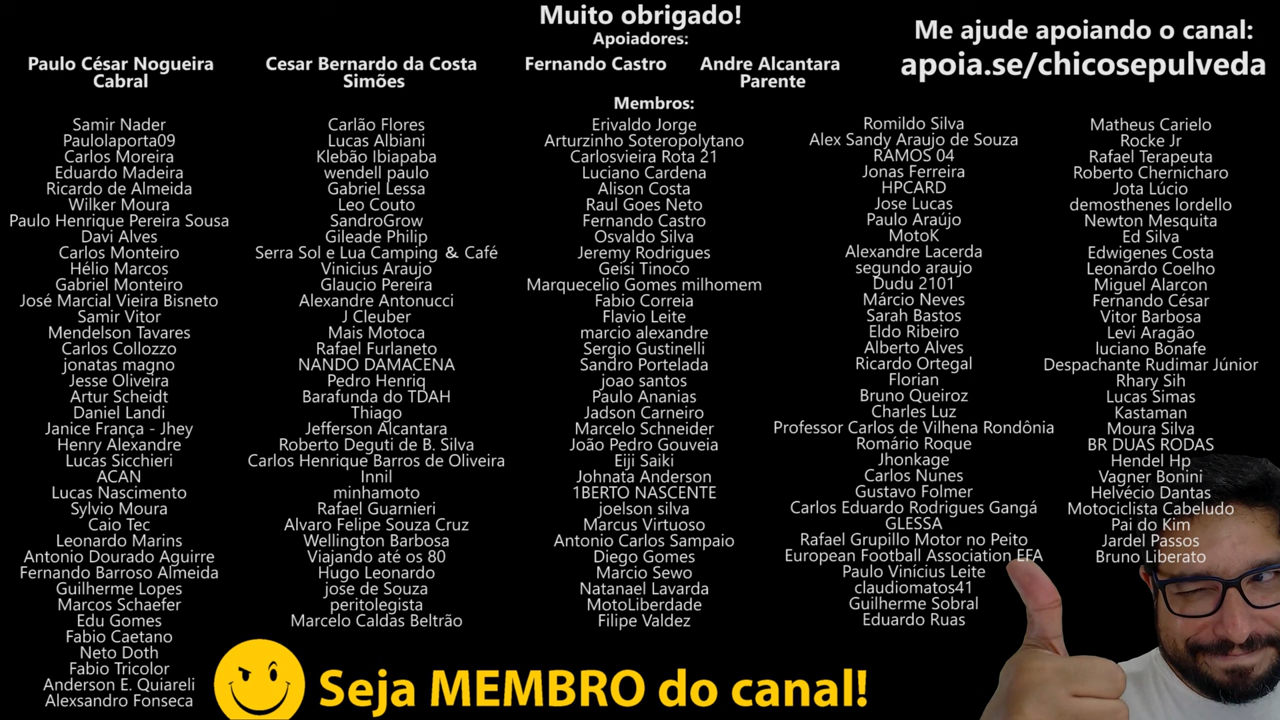 Muito obrigado!
Apoiadores:
Me ajude apoiando o canal:
apoia.se/chicosepulveda
Paulo César Nogueira
Cabral
Cesar Bernardo da Costa
Simões
Fernando Castro
Andre Alcantara
Parente
Membros:
Samir Nader
Paulolaporta09
Carlos Moreira
Eduardo Madeira
Ricardo de Almeida
Wilker Moura
Paulo Henrique Pereira Sousa
Davi Alves
Carlos Monteiro
Hélio Marcos
Gabriel Monteiro
José Marcial Vieira Bisneto
Samir Vitor
Mendelson Tavares
Carlos Collozzo
jonatas magno
Jesse Oliveira
Artur Scheidt
Daniel Landi
Janice França - Jhey
Henry Alexandre
Lucas Sicchieri
ACAN
Lucas Nascimento
Sylvio Moura
Caio Tec
Leonardo Marins
Antonio Dourado Aguirre
Fernando Barroso Almeida
Guilherme Lopes
Marcos Schaefer
Edu Gomes
Fabio Caetano
Neto Doth
Fabio Tricolor
Anderson E. Quiareli
Alexsandro Fonseca
Carlão Flores
Lucas Albiani
Klebão Ibiapaba
wendell paulo
Gabriel Lessa
Leo Couto
SandroGrow
Gileade Philip
Serra Sol e Lua Camping & Café
Vinicius Araujo
Glaucio Pereira
Alexandre Antonucci
J Cleuber
Mais Motoca
Rafael Furlaneto
NANDO DAMACENA
Pedro Henriq
Barafunda do TDAH
Thiago
Jefferson Alcantara
Roberto Deguti de B. Silva
Carlos Henrique Barros de Oliveira
Innil
minhamoto
Rafael Guarnieri
Alvaro Felipe Souza Cruz
Wellington Barbosa
Viajando até os 80
Hugo Leonardo
jose de Souza
peritolegista
Marcelo Caldas Beltrão
Erivaldo Jorge
Arturzinho Soteropolytano
Carlosvieira Rota 21
Luciano Cardena
Alison Costa
Raul Goes Neto
Fernando Castro
Osvaldo Silva
Jeremy Rodrigues
Geisi Tinoco
Marquecelio Gomes milhomem
Fabio Correia
Flavio Leite
marcio alexandre
Sergio Gustinelli
Sandro Portelada
joao santos
Paulo Ananias
Jadson Carneiro
Marcelo Schneider
João Pedro Gouveia
Eiji Saiki
Johnata Anderson
1BERTO NASCENTE
joelson silva
Marcus Virtuoso
Antonio Carlos Sampaio
Diego Gomes
Marcio Sewo
Natanael Lavarda
MotoLiberdade
Filipe Valdez
Romildo Silva
Alex Sandy Araujo de Souza
RAMOS 04
Jonas Ferreira
HPCARD
Jose Lucas
Paulo Araújo
MotoK
Alexandre Lacerda
segundo araujo
Dudu 2101
Márcio Neves
Sarah Bastos
Eldo Ribeiro
Alberto Alves
Ricardo Ortegal
Florian
Bruno Queiroz
Charles Luz
Professor Carlos de Vilhena Rondônia
Romário Roque
Jhonkage
Carlos Nunes
Gustavo Folmer
Carlos Eduardo Rodrigues Gangá
GLESSA
Rafael Grupillo Motor no Peito
European Football Association EFA
Paulo Vinícius Leite
claudiomatos41
Guilherme Sobral
Eduardo Ruas
Matheus Carielo
Rocke Jr
Rafael Terapeuta
Roberto Chernicharo
Jota Lúcio
demosthenes lordello
Newton Mesquita
Ed Silva
Edwigenes Costa
Leonardo Coelho
Miguel Alarcon
Fernando César
Vitor Barbosa
Levi Aragão
luciano Bonafe
Despachante Rudimar Júnior
Rhary Sih
Lucas Simas
Kastaman
Moura Silva
BR DUAS RODAS
Hendel Hp
Vagner Bonini
Helvécio Dantas
Motociclista Cabeludo
Pai do Kim
Jardel Passos
Bruno Liberato
Seja MEMBRO do canal!